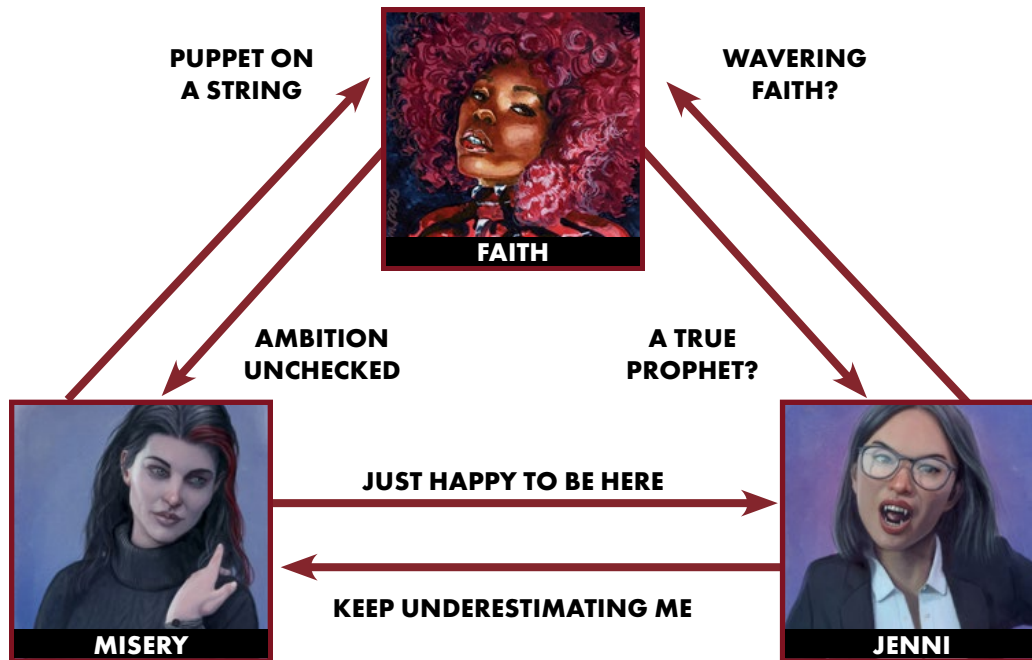 PUPPET ON
A STRING
WAVERING
FAITH?
FAITH
AMBITION
UNCHECKED
A TRUE
PROPHET?
JUST HAPPY TO BE HERE
KEEP UNDERESTIMATING ME
MISERY
JENNI